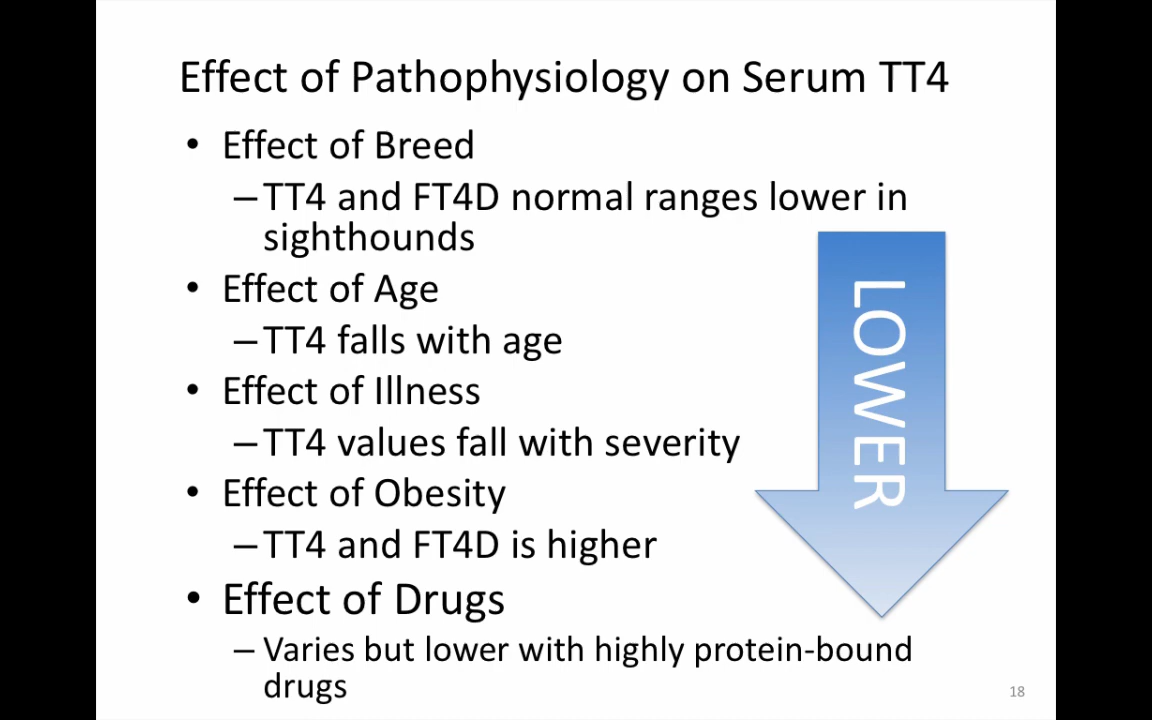 Effect of Pathophysiology on Serum TT4
• Effect of Breed
–TT4 and FT4D normal ranges lower in
sighthounds
• Effect of Age
–TT4 falls with age
• Effect of Illness
–TT4 values fall with severity
• Effect of Obesity
–TT4 and FT4D is higher
• Effect of Drugs
– Varies but lower with highly protein-bound
drugs
LOWER
18